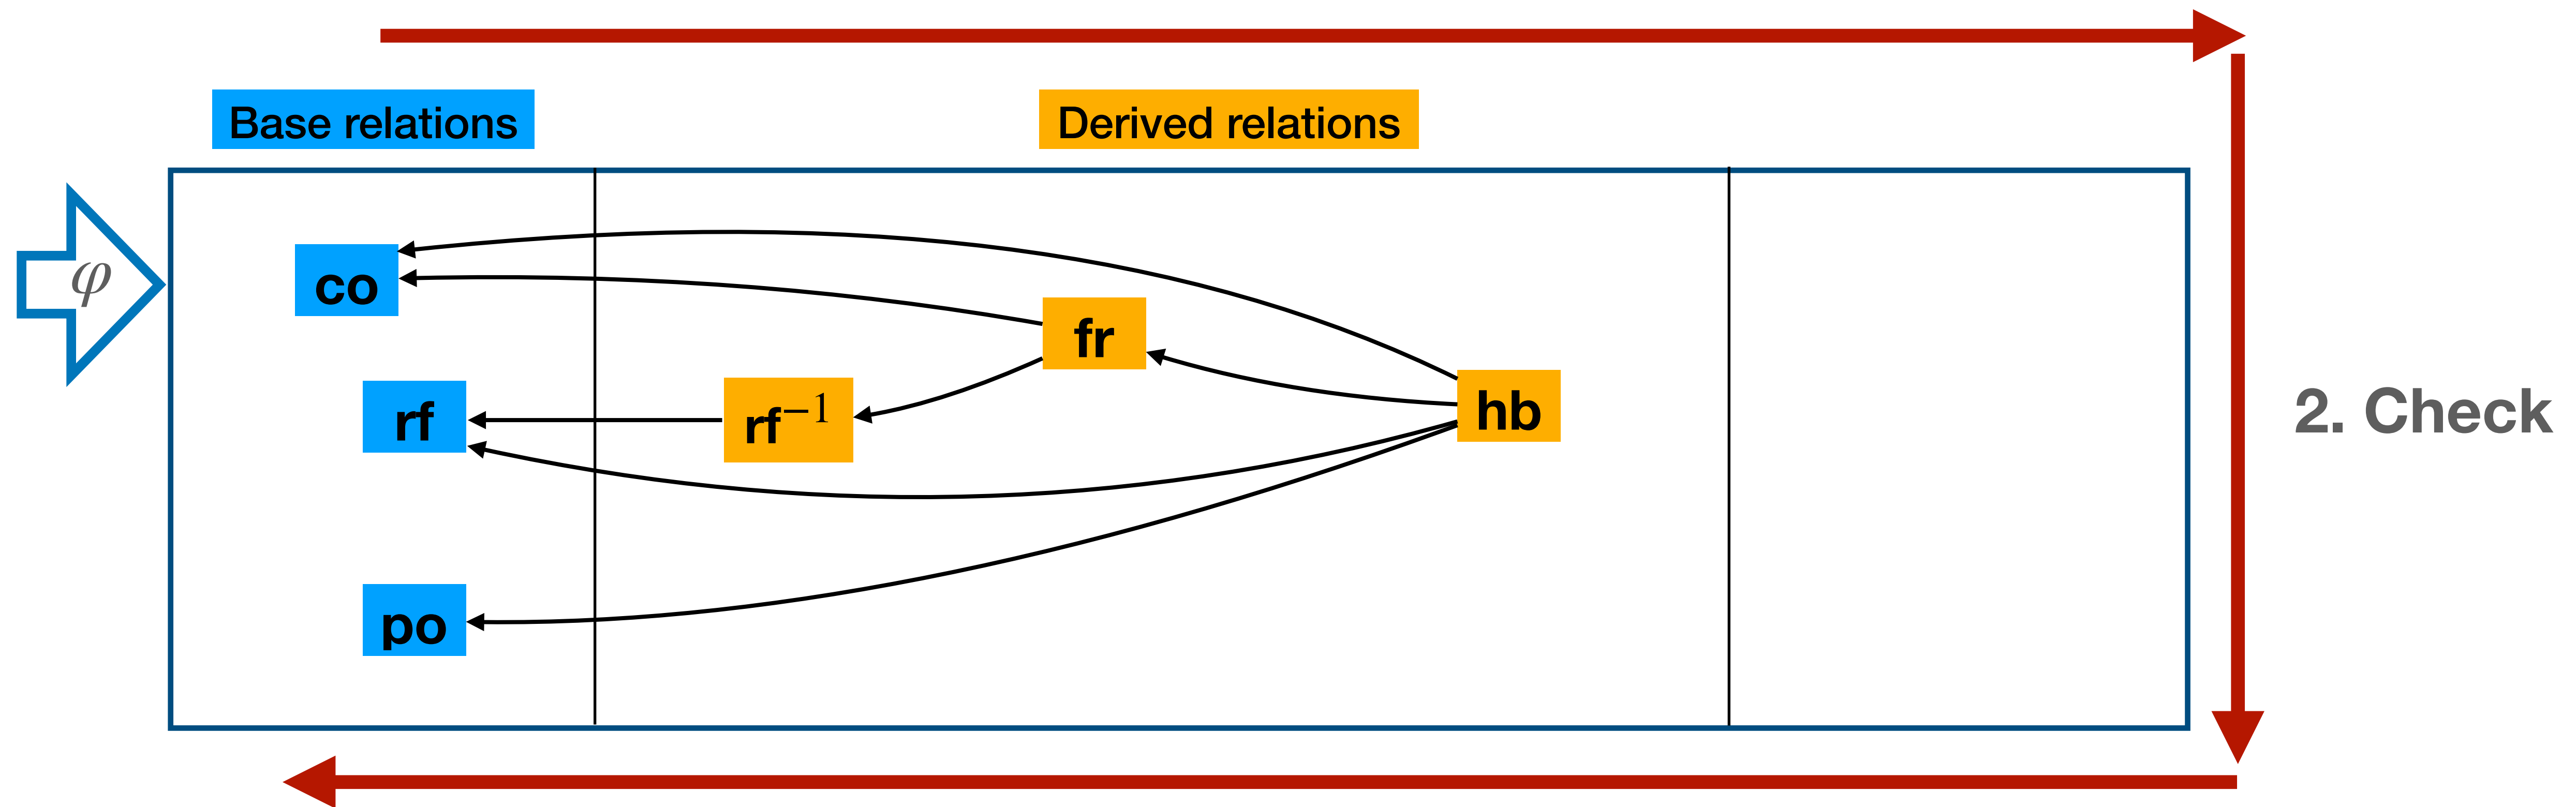 Base relations
Derived relations
φ
co
fr
rf
rf⁻¹
hb
2. Check
po